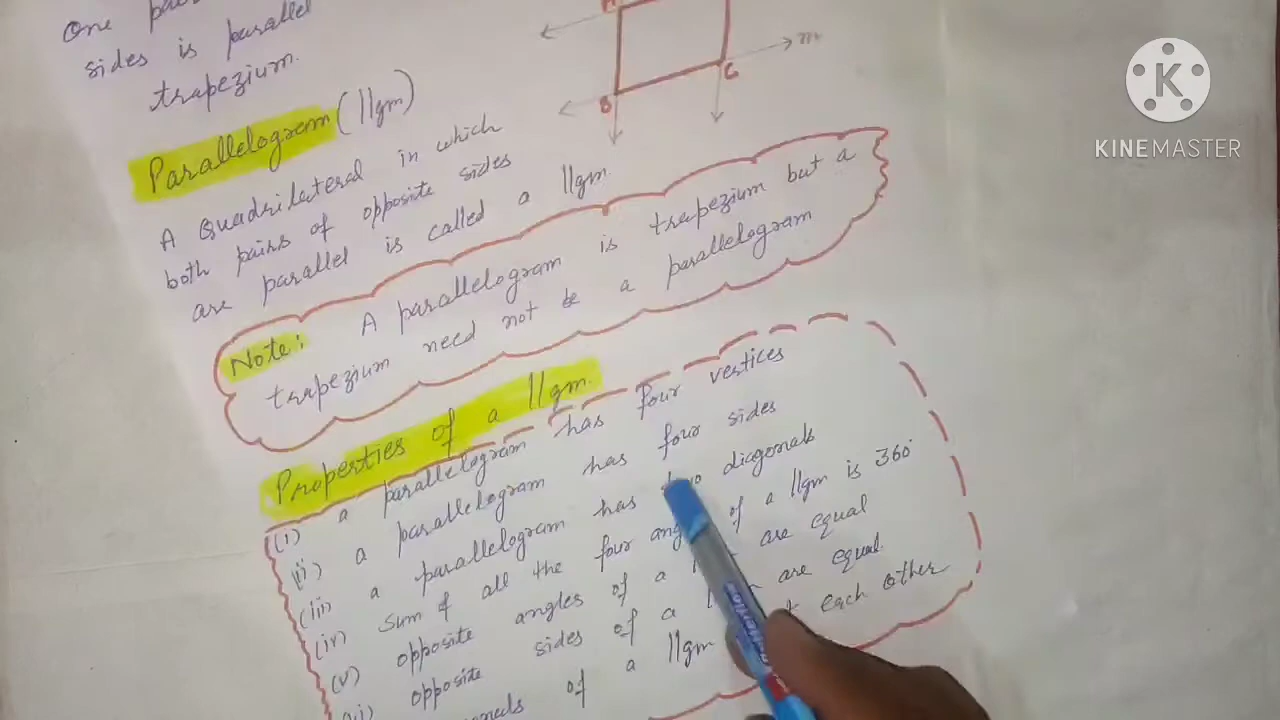 One
sides is parallel
trapezium.
A
B
C
m
Parallelogram (llgm)
A Quadrilateral in which
both pairs of opposite sides
are parallel is called a llgm.
Note: A parallelogram is trapezium but a
trapezium need not be a parallelogram
Properties of a llgm.
(i) a parallelogram has four vertices
(ii) a parallelogram has four sides
(iii) a parallelogram has two diagonals
(iv) sum of all the four of a llgm is 360°
(v) opposite angles of a are equal
opposite sides of a are equal.
of a llgm each other
KINEMASTER